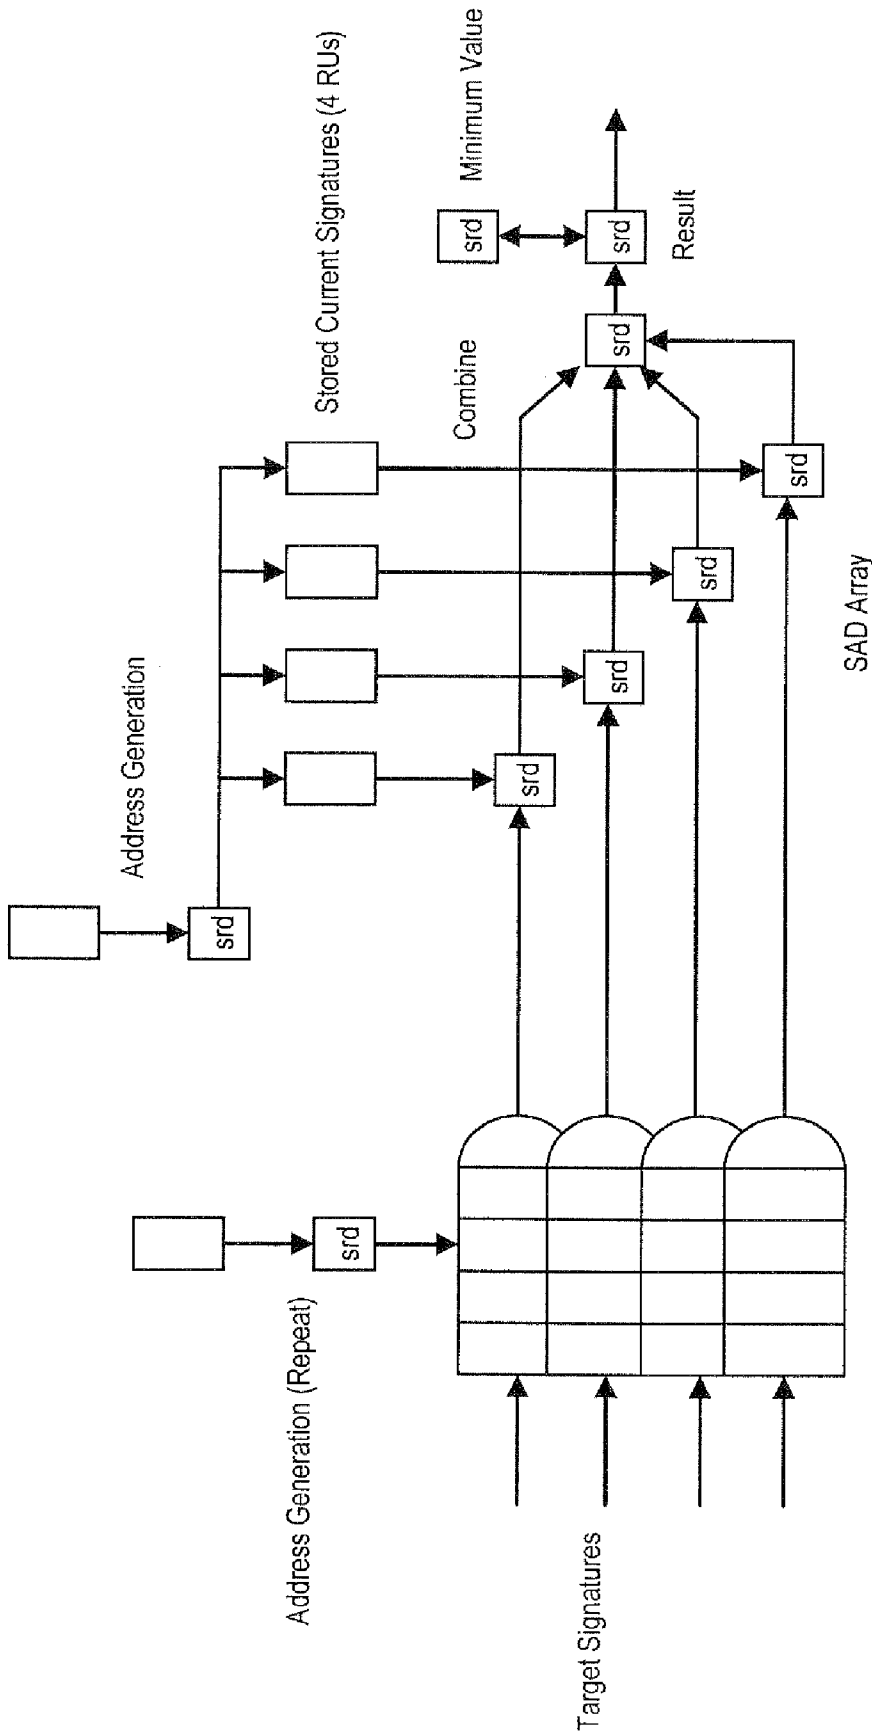 Address Generation
srd
Stored Current Signatures (4 RUs)
Address Generation (Repeat)
srd
Minimum Value
srd
Combine
srd
srd
Result
srd
srd
srd
srd
Target Signatures
SAD Array